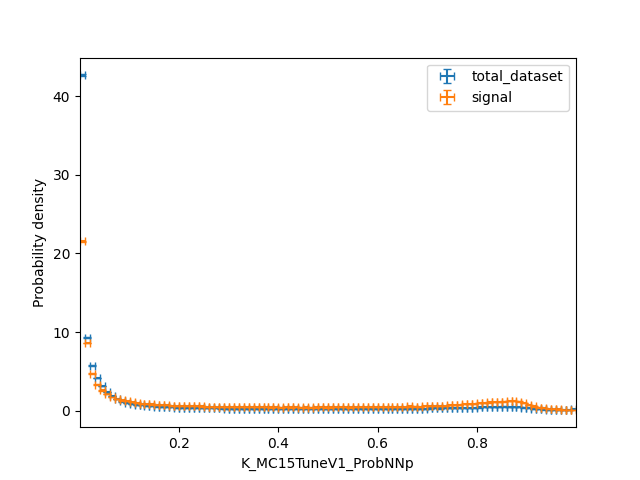 total_dataset
signal
Probability density
40
30
20
10
0
0.2 0.4 0.6 0.8
K_MC15TuneV1_ProbNNp